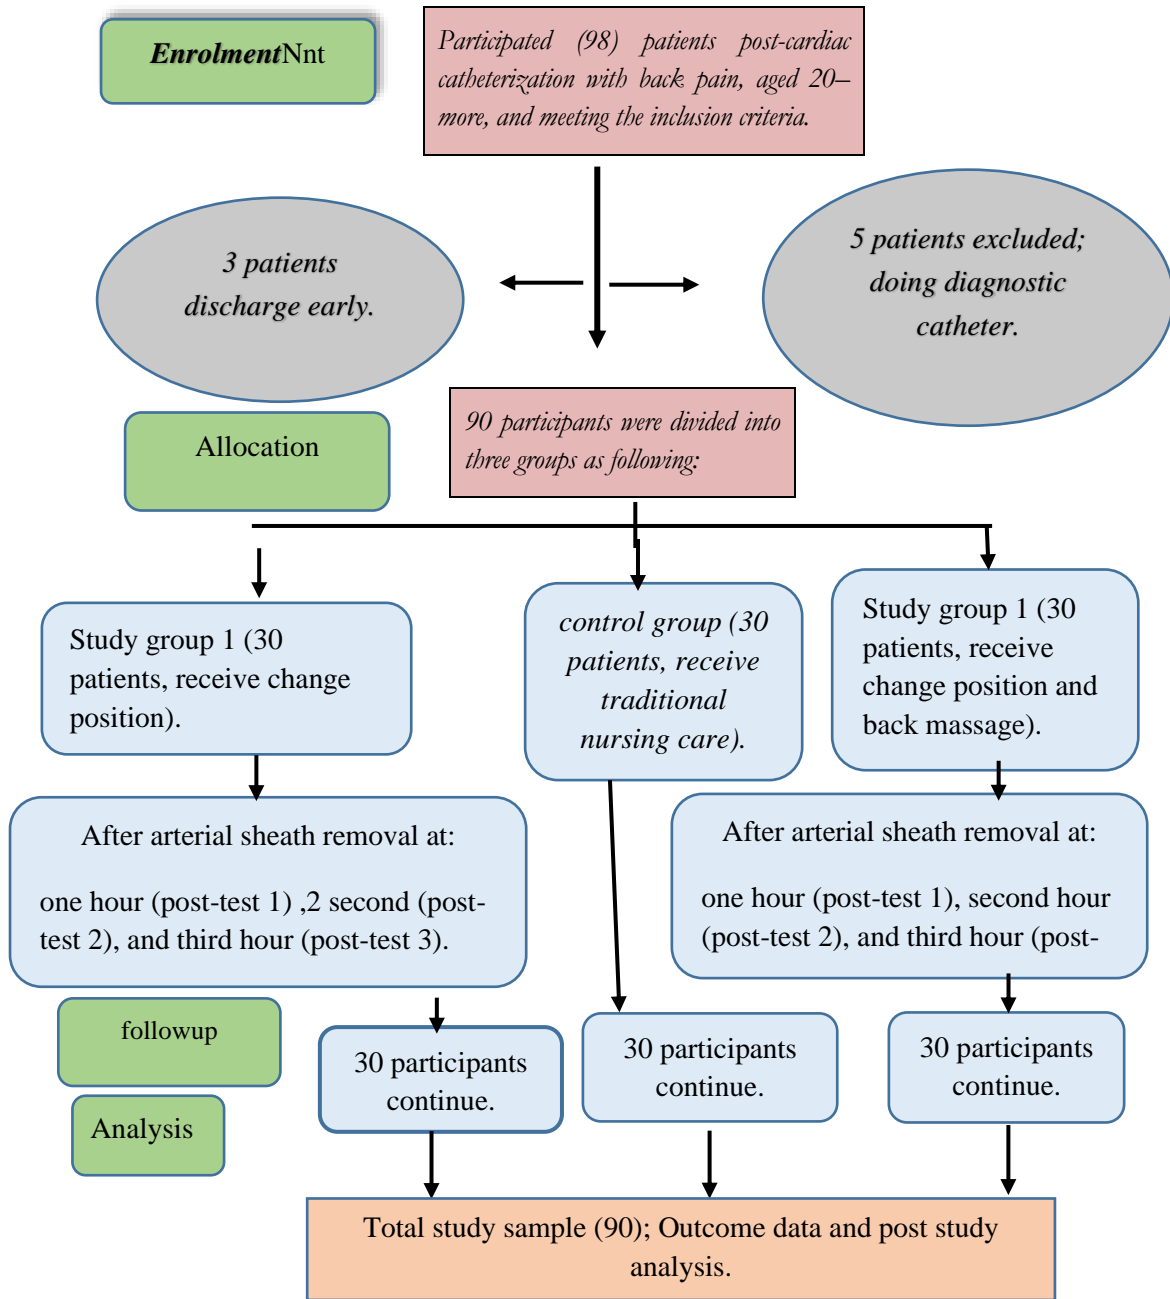 EnrolmentNnt
Participated (98) patients post-cardiac
catheterization with back pain, aged 20–
more, and meeting the inclusion criteria.
3 patients
discharge early.
5 patients excluded;
doing diagnostic
catheter.
Allocation
90 participants were divided into
three groups as following:
Study group 1 (30
patients, receive change
position).
control group (30
patients, receive
traditional
nursing care).
Study group 1 (30
patients, receive
change position and
back massage).
After arterial sheath removal at:
one hour (post-test 1) ,2 second (post-
test 2), and third hour (post-test 3).
After arterial sheath removal at:
one hour (post-test 1), second hour
(post-test 2), and third hour (post-
followup
30 participants
continue.
30 participants
continue.
30 participants
continue.
Analysis
Total study sample (90); Outcome data and post study
analysis.